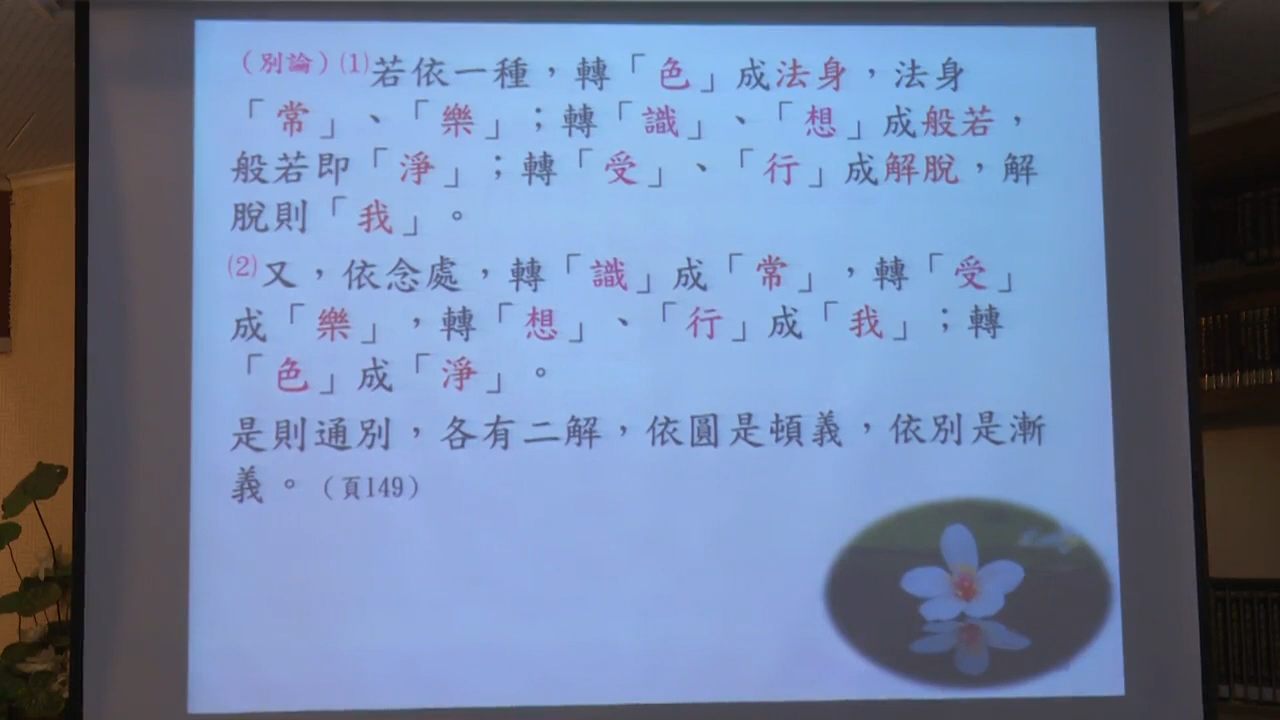 （別論）⑴若依一種，轉「色」成法身，法身
「常」、「樂」；轉「識」、「想」成般若，
般若即「淨」；轉「受」、「行」成解脫，解
脫則「我」。
⑵又，依念處，轉「識」成「常」，轉「受」
成「樂」，轉「想」、「行」成「我」；轉
「色」成「淨」。
是則通別，各有二解，依圓是頓義，依別是漸
義。（頁149）